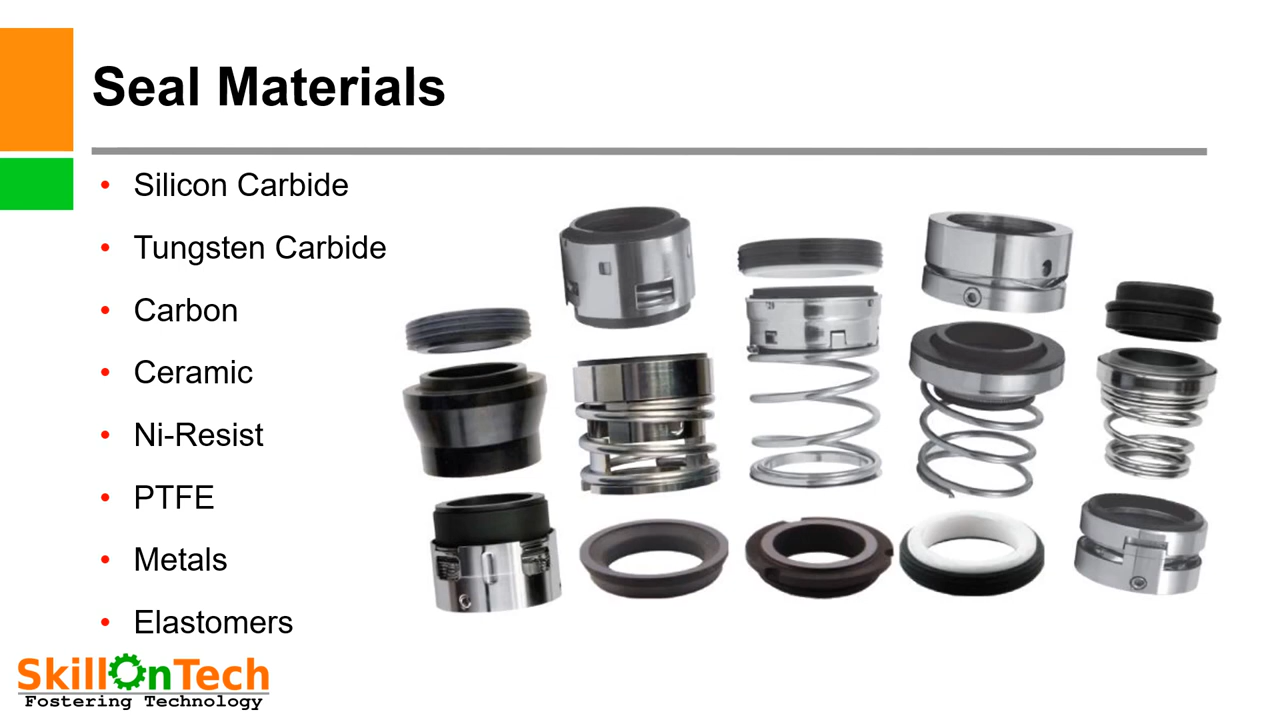 Seal Materials
• Silicon Carbide
• Tungsten Carbide
• Carbon
• Ceramic
• Ni-Resist
• PTFE
• Metals
• Elastomers
SkillOnTech
Fostering Technology